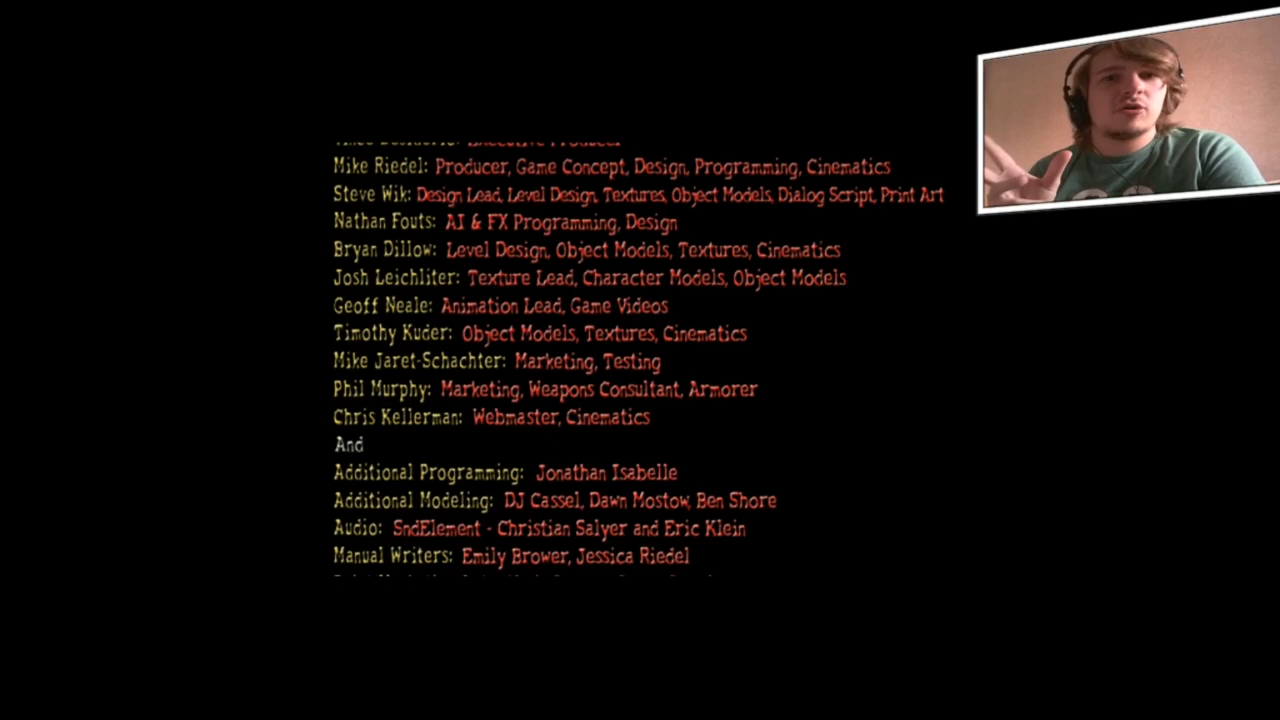 Mike Riedel: Producer, Game Concept, Design, Programming, Cinematics
Steve Wik: Design Lead, Level Design, Textures, Object Models, Dialog Script, Print Art
Nathan Fouts: AI & FX Programming, Design
Bryan Dillow: Level Design, Object Models, Textures, Cinematics
Josh Leichliter: Texture Lead, Character Models, Object Models
Geoff Neale: Animation Lead, Game Videos
Timothy Kuder: Object Models, Textures, Cinematics
Mike Jaret-Schachter: Marketing, Testing
Phil Murphy: Marketing, Weapons Consultant, Armorer
Chris Kellerman: Webmaster, Cinematics
And
Additional Programming: Jonathan Isabelle
Additional Modeling: DJ Cassel, Dawn Mostow, Ben Shore
Audio: SndElement - Christian Salyer and Eric Klein
Manual Writers: Emily Brower, Jessica Riedel